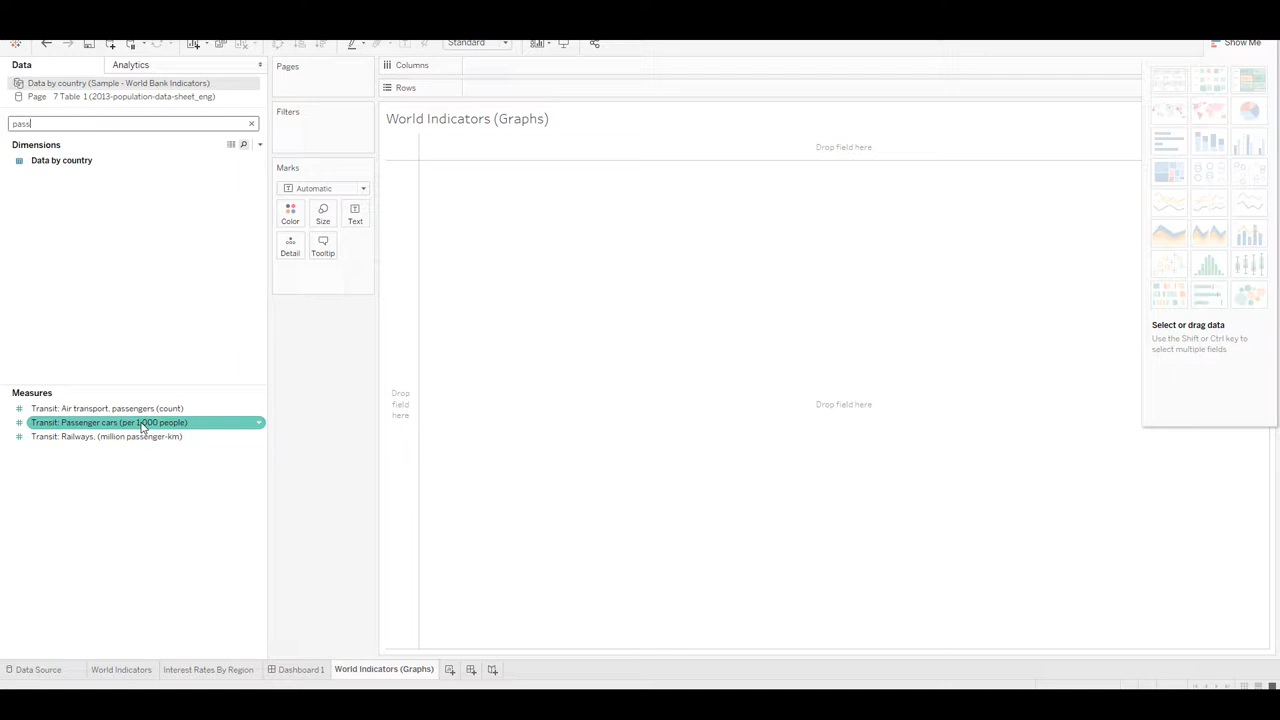 Standard
Show Me
Data
Analytics
Pages
Columns
Data by country (Sample - World Bank Indicators)
Rows
Page 7 Table 1 (2013-population-data-sheet_eng)
Filters
World Indicators (Graphs)
pass
Dimensions
Drop field here
Data by country
Marks
Automatic
Color
Size
Text
Detail
Tooltip
Select or drag data
Use the Shift or Ctrl key to
select multiple fields
Measures
Drop
field
here
Drop field here
Transit: Air transport, passengers (count)
Transit: Passenger cars (per 1,000 people)
Transit: Railways, (million passenger-km)
Data Source
World Indicators
Interest Rates By Region
Dashboard 1
World Indicators (Graphs)